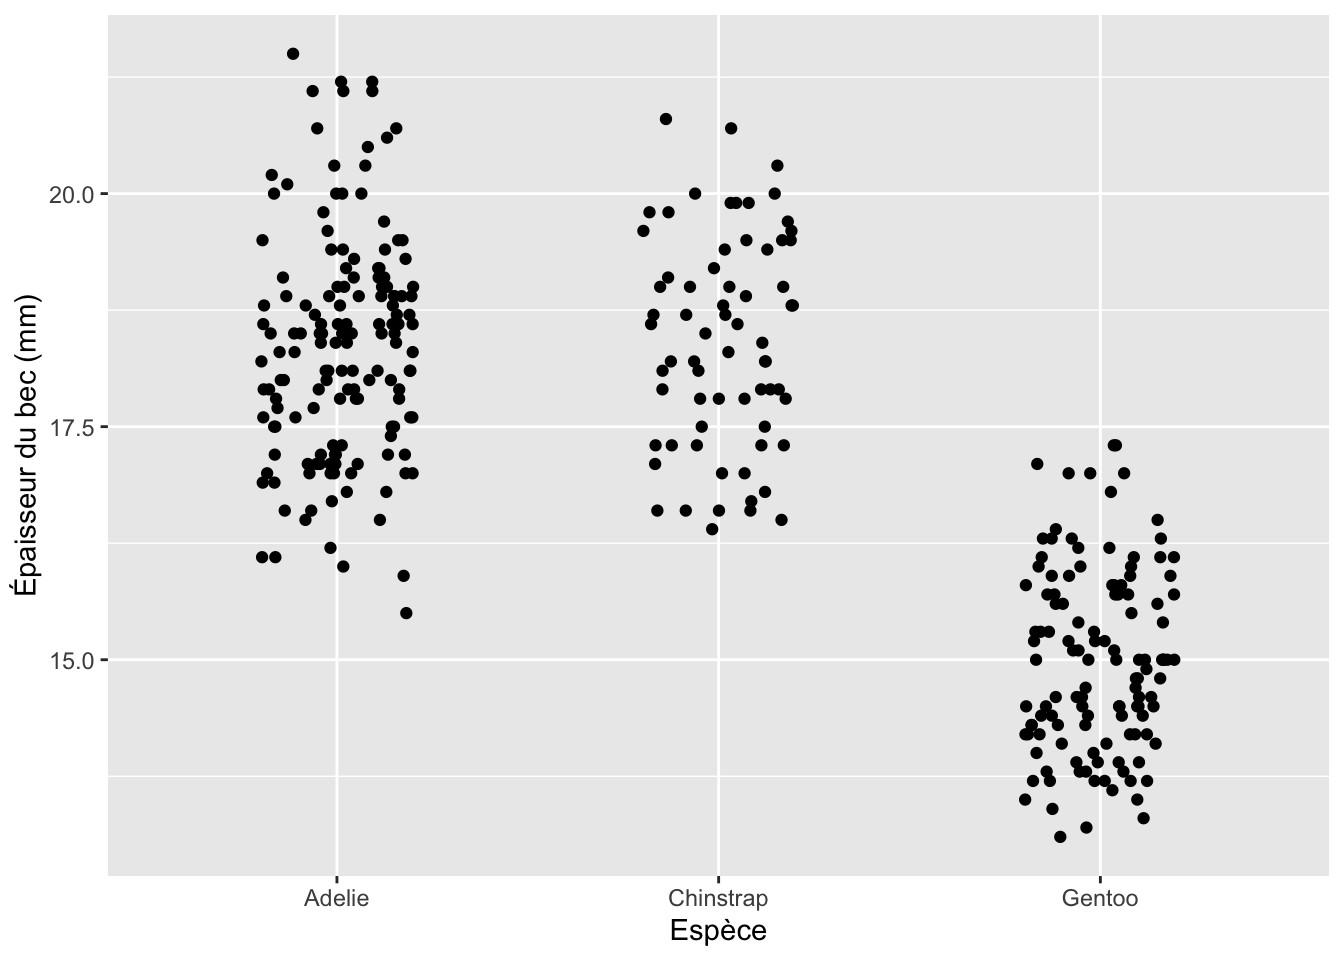 Épaisseur du bec (mm)
20.0
17.5
15.0
Adelie Chinstrap Gentoo
Espèce